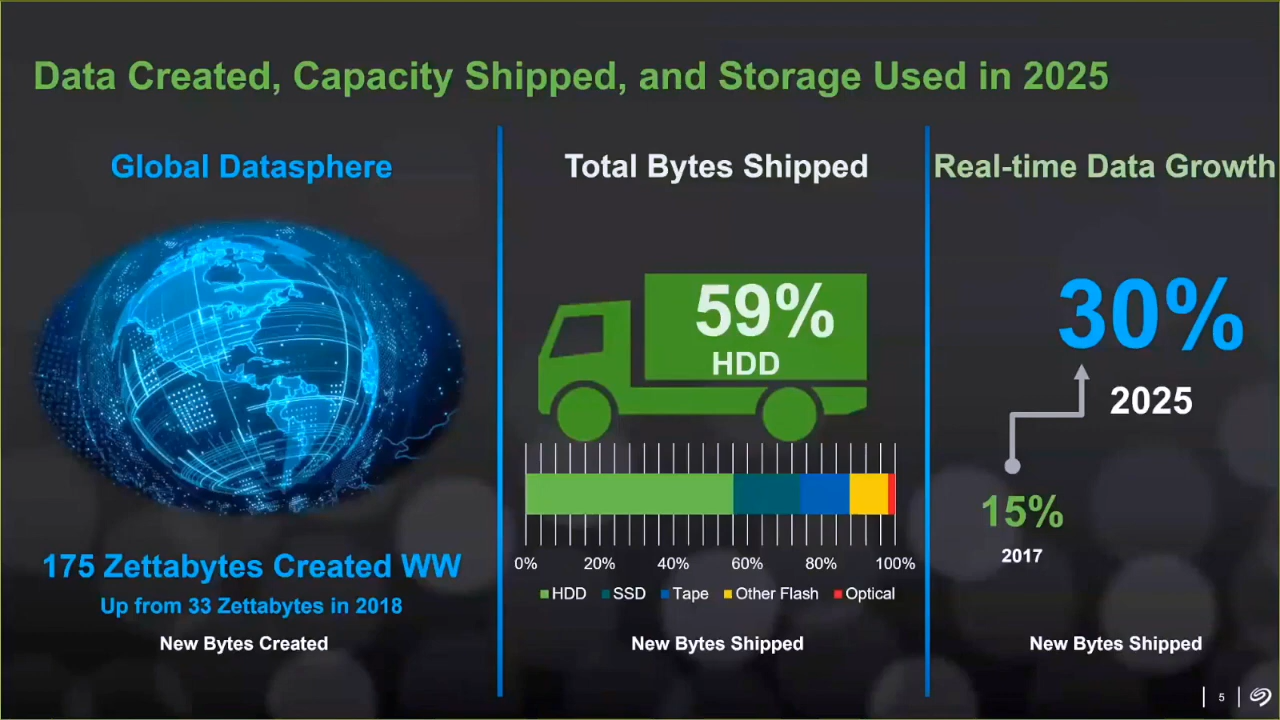 Data Created, Capacity Shipped, and Storage Used in 2025
Global Datasphere
175 Zettabytes Created WW
Up from 33 Zettabytes in 2018
New Bytes Created
Total Bytes Shipped
59%
HDD
0% 20% 40% 60% 80% 100%
HDD SSD Tape Other Flash Optical
New Bytes Shipped
Real-time Data Growth
30%
2025
15%
2017
New Bytes Shipped
5